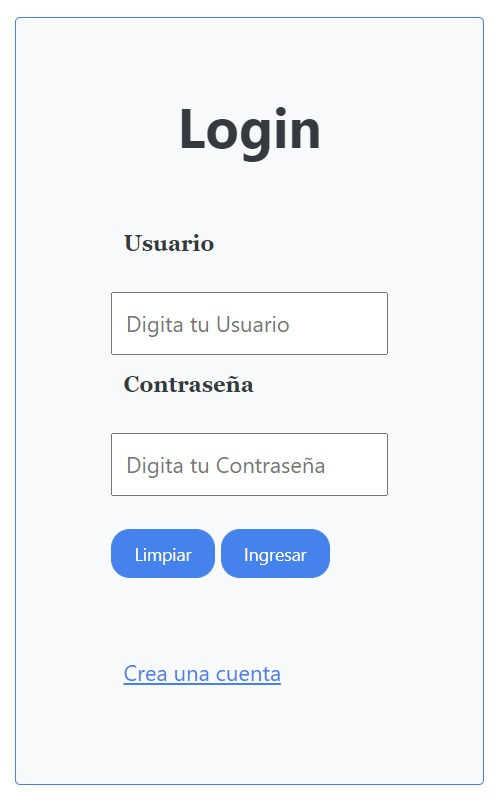 Login
Usuario
Digita tu Usuario
Contraseña
Digita tu Contraseña
Limpiar Ingresar
Crea una cuenta